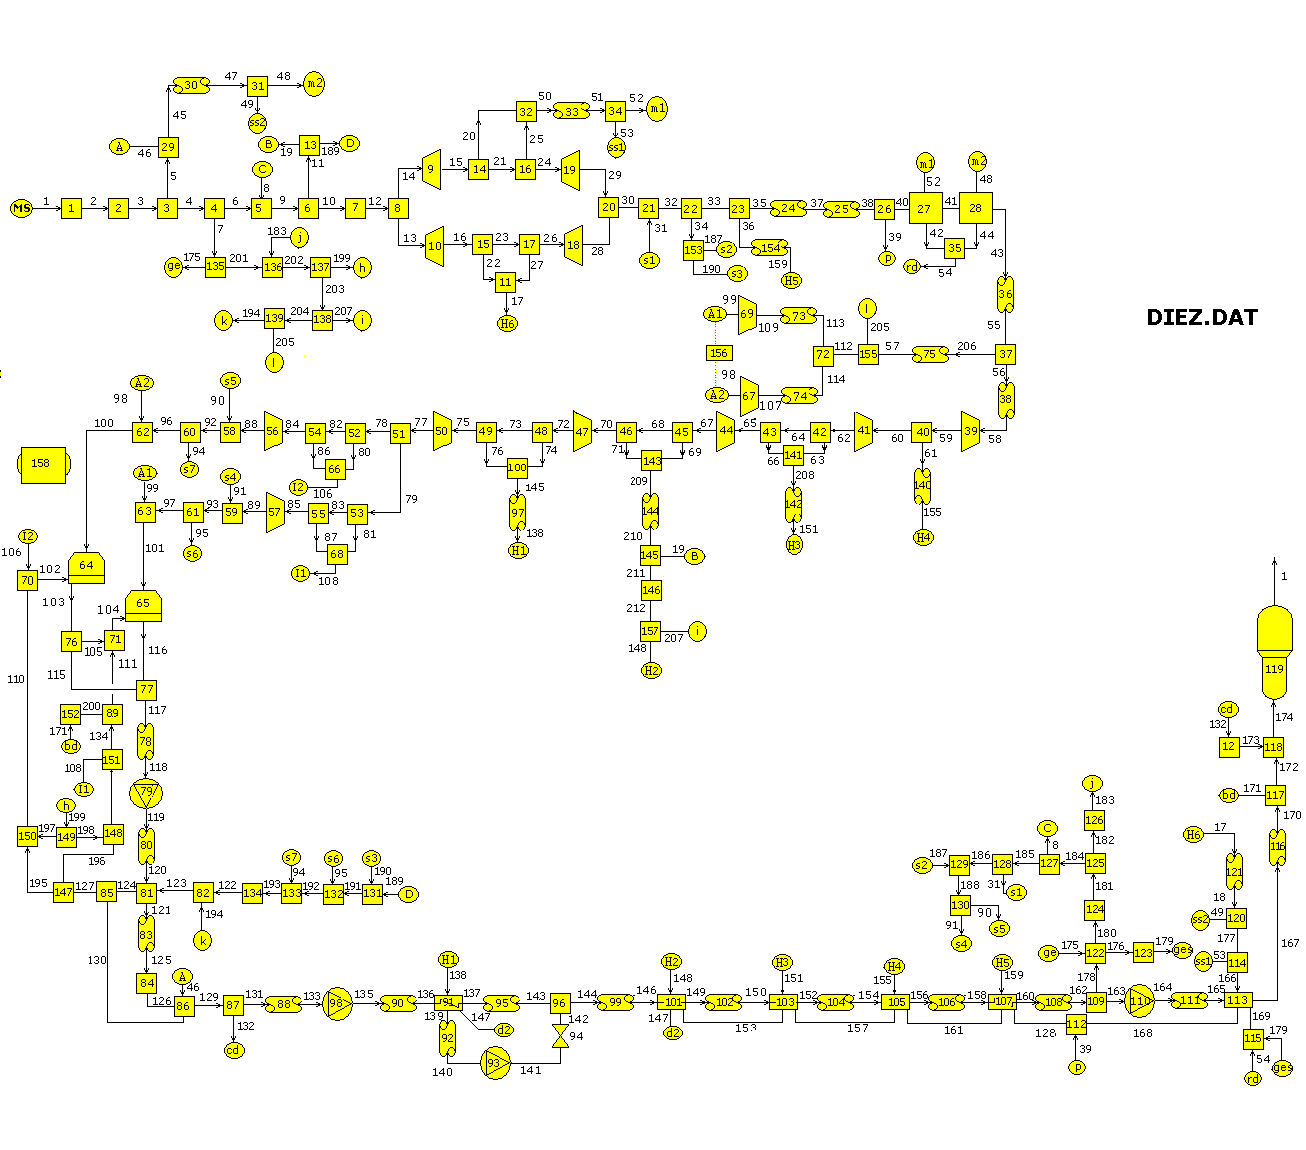 47 48
30 31 m2
45 49
ss2
50 51 52
32 33 34 m1
20 25 53
ss1
A 46 29 B 19 13 189 D
5 C 11
8
14 9 15 14 21 16 24 19 29
m1 m2
52 48
MS 1 1 2 2 3 3 4 4 6 5 9 6 10 7 12 8
20 30 21 32 22 33 23 35 24 37 25 38 26 40 27 41 28
7 183 j
13 10 16 15 23 17 26 18 28
31 34 36 39 42 35 44 43
22 27
ge 175 135 201 136 202 137 199 h
11
17
H6
s1 153 187 s2 154 159 H5
190 s3
p rd 54
203
k 194 139 204 138 207 i
205
l
36
55
DIEZ.DAT
A1 99 69 109 73 113
156
l 205
72 112 155 57 75 206 37
98 114 56
A2 67 107 74
38
A2 98 s5 90
100 62 96 60 92 58 88 56 84 54 82 52 78 51 77 50 75 49 73 48 72 47 70 46 68 45 67 44 65 43 64 42 62 41 60 40 59 39 58
94 s7
86 80 66
I2 106
76 74 100
71 69 143
66 63 141
61
158
A1 99 s4 91
63 97 61 93 59 89 57 85 55 83 53 79
95 s6
87 81 68
I1 108
145 97 138 H1
209 144 210
208 142 151 H3
140 155 H4
145 19 B
211
146
212
157 207 i
148
H2
I2 106
101
70 102 64
103 104 65
76 105 71
116
111
115 77
110
117
152 200 89
171 bd 134
78
118
108 151 I1
79
119
h 199
150 197 149 198 148
80
196 120
195 147 127 85 124 81 123 82 122 134 193 133 192 132 191 131 189 D
s7 94 s6 95 s3 190
121 194 k
83
125
130 84 126 A 46
86 129 87 131 88 133 98 135 90 136 91 137 95 143 96 144 99 146 101 149 102 150 103 152 104 154 105 156 106 158 107 160 108 162 109 163 110 164 111 165 113
132 cd
H1 138
139 92 147 d2
140 93 141 94 142
H2 148
147 d2
153
H3 151
157
H4 155
161
H5 159
128 112 168
39 p
j 183
126
182
C 8
s2 187 129 186 128 185 127 184 125
188 31 s1 181
130 90 s5 124
91 s4 180
ge 175 122 176 123 179 ges
178
1
119
cd 132 174
12 173 118
172
bd 171 117
170
H6 17 116
121
18
ss2 49 120
177
ss1 53 114
166 167
169
115 179
54 rd ges